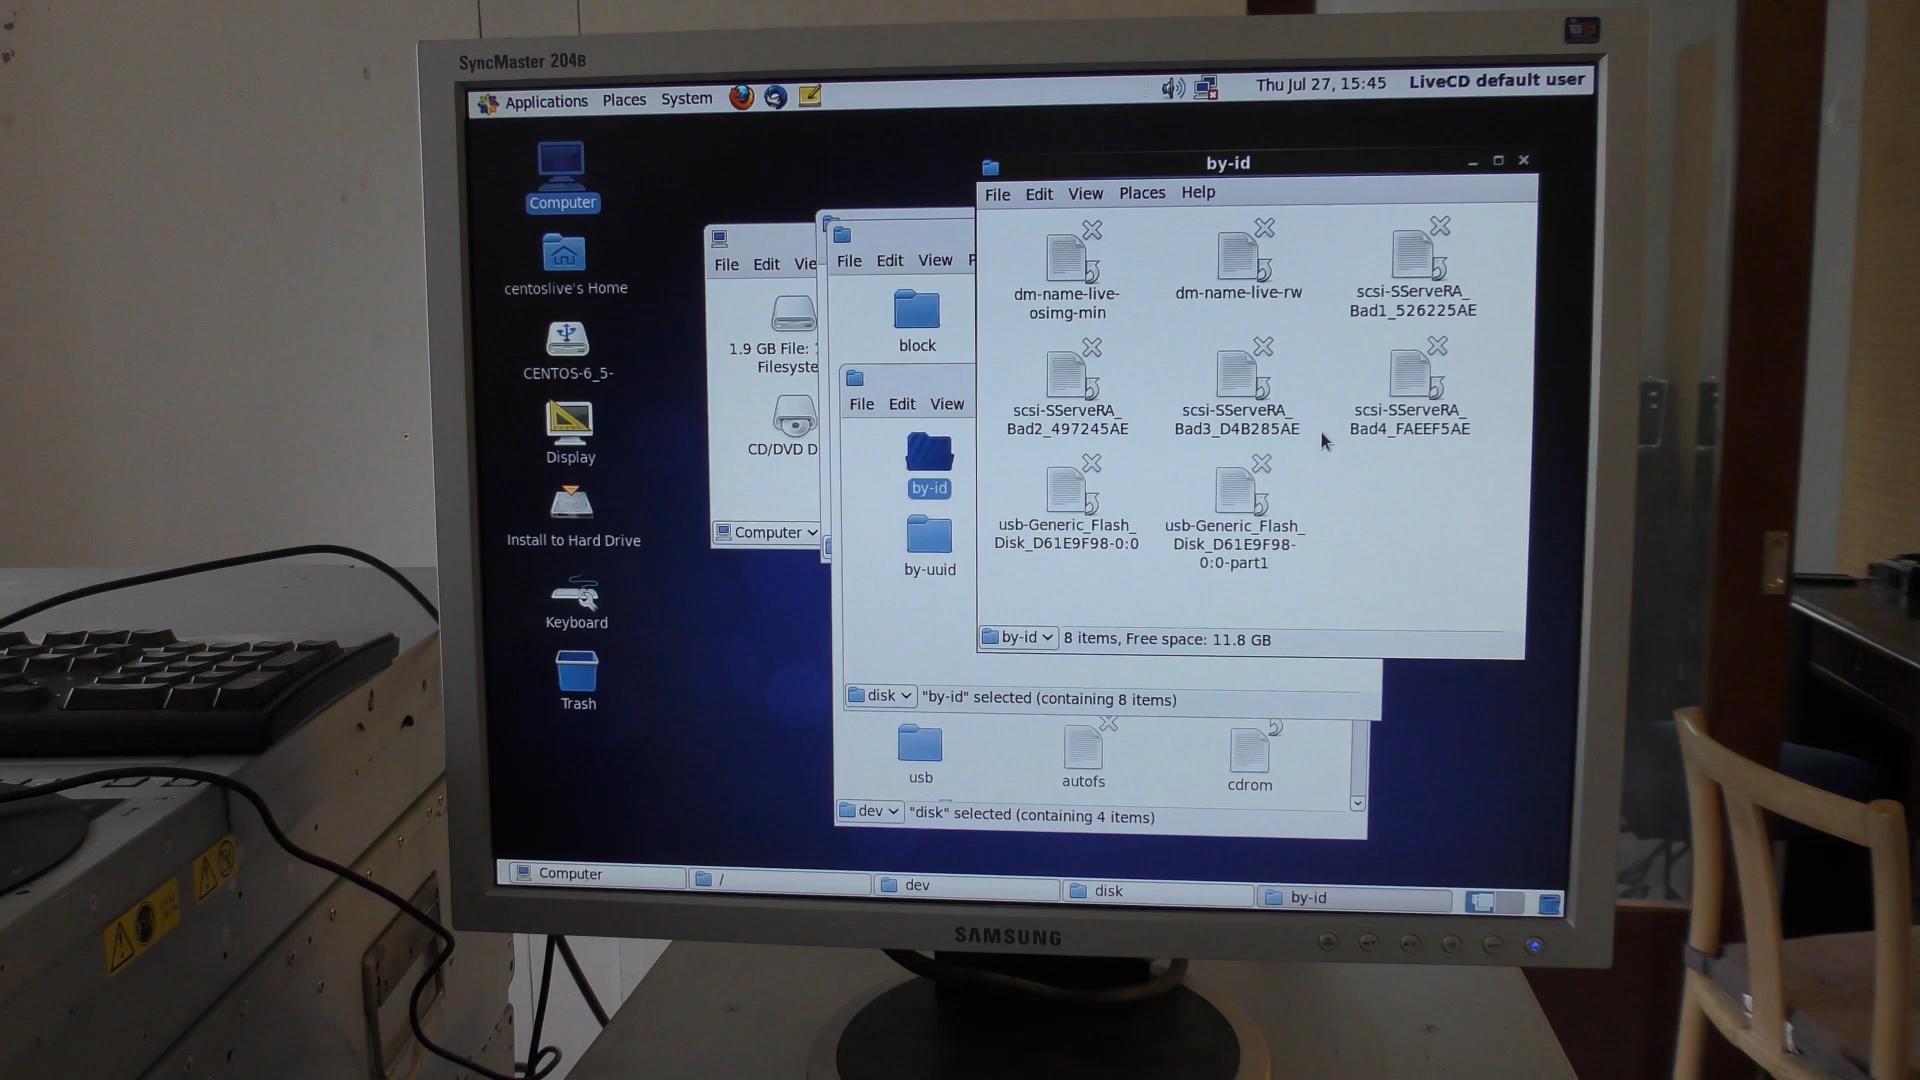 SyncMaster 204B
Applications Places System
Thu Jul 27, 15:45 LiveCD default user
Computer
centoslive's Home
CENTOS-6_5-
Display
Install to Hard Drive
Keyboard
Trash
File Edit
1.9 GB File:
CD/DVD
Computer
File Edit View
block
File Edit View
by-id
by-uuid
disk "by-id" selected (containing 8 items)
usb
autofs
cdrom
dev "disk" selected (containing 4 items)
by-id
File Edit View Places Help
dm-name-live-
osimg-min
dm-name-live-rw
scsi-SServeRA_
Bad1_526225AE
scsi-SServeRA_
Bad2_497245AE
scsi-SServeRA_
Bad3_D4B285AE
scsi-SServeRA_
Bad4_FAEEF5AE
usb-Generic_Flash_
Disk_D61E9F98-0:0
usb-Generic_Flash_
Disk_D61E9F98-
0:0-part1
by-id 8 items, Free space: 11.8 GB
Computer
/
dev
disk
by-id
SAMSUNG